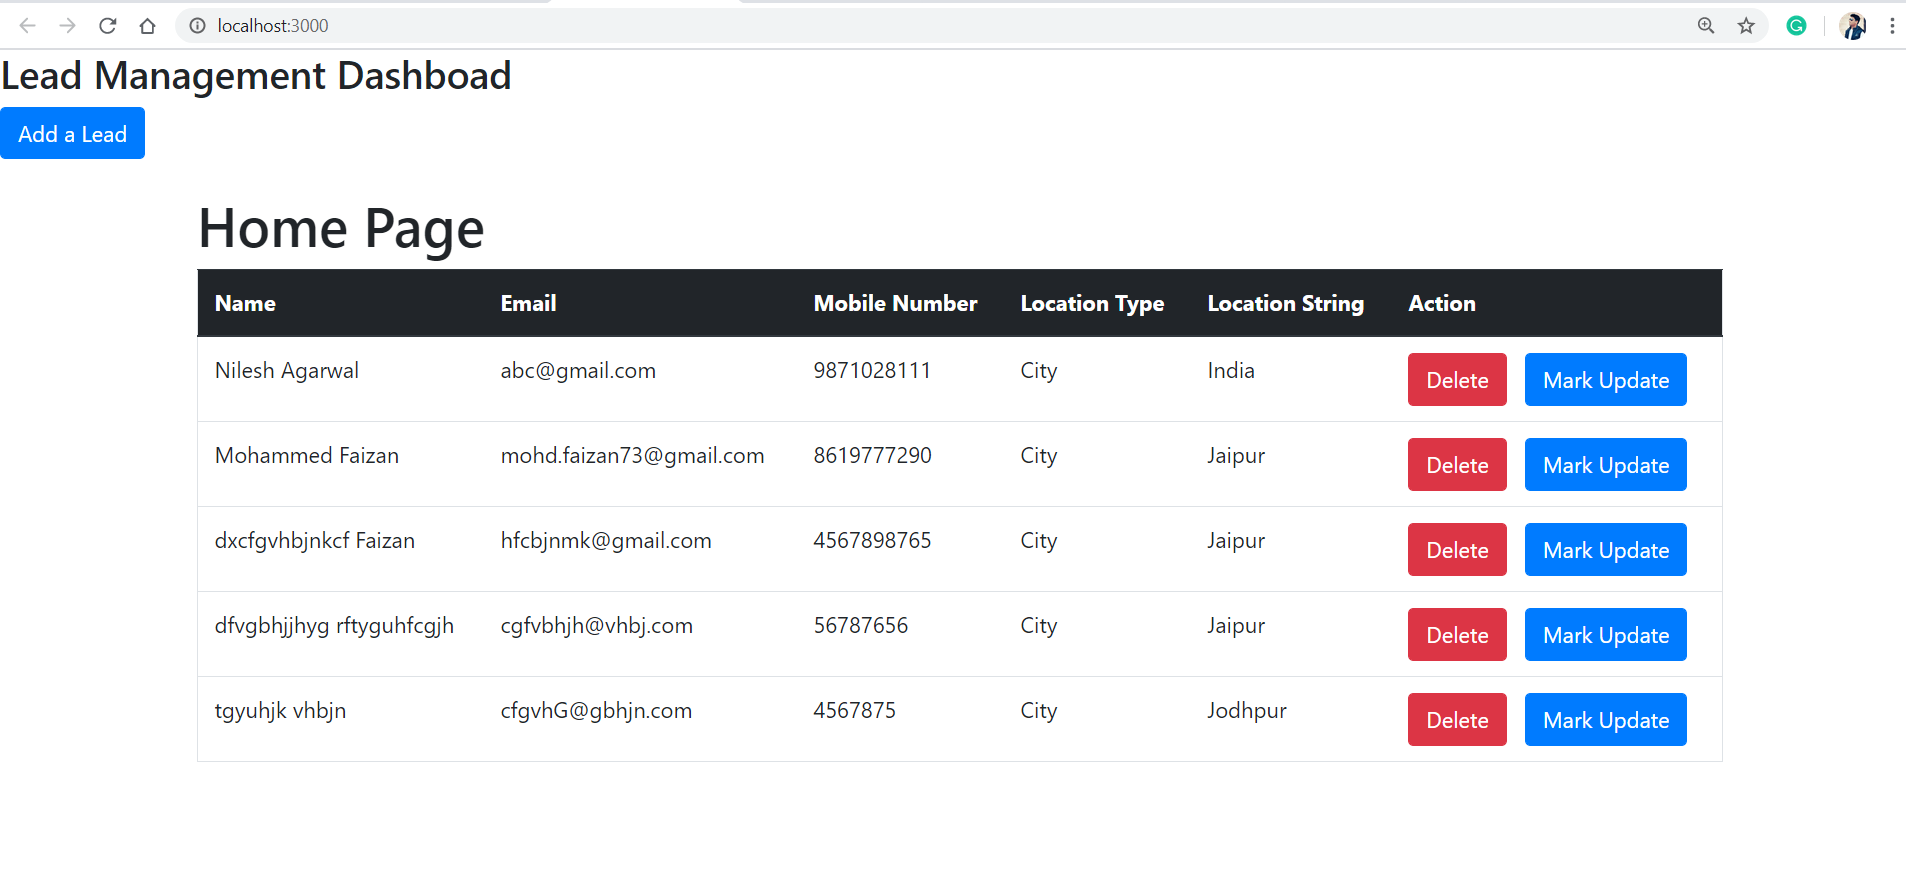 localhost:3000
Lead Management Dashboad
Add a Lead
Home Page
Name Email Mobile Number Location Type Location String Action
Nilesh Agarwal abc@gmail.com 9871028111 City India Delete Mark Update
Mohammed Faizan mohd.faizan73@gmail.com 8619777290 City Jaipur Delete Mark Update
dxcfgvhbjnkcf Faizan hfcbjnmk@gmail.com 4567898765 City Jaipur Delete Mark Update
dfvgbhjjhyg rftyguhfcgjh cgfvbhjh@vhbj.com 56787656 City Jaipur Delete Mark Update
tgyuhjk vhbjn cfgvhG@gbhjn.com 4567875 City Jodhpur Delete Mark Update